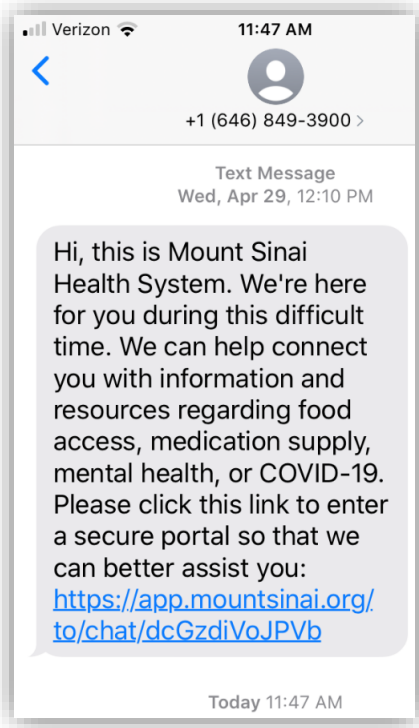 Verizon 11:47 AM
+1 (646) 849-3900 >
Text Message
Wed, Apr 29, 12:10 PM
Hi, this is Mount Sinai
Health System. We're here
for you during this difficult
time. We can help connect
you with information and
resources regarding food
access, medication supply,
mental health, or COVID-19.
Please click this link to enter
a secure portal so that we
can better assist you:
https://app.mountsinai.org/
to/chat/dcGzdiVoJPVb
Today 11:47 AM